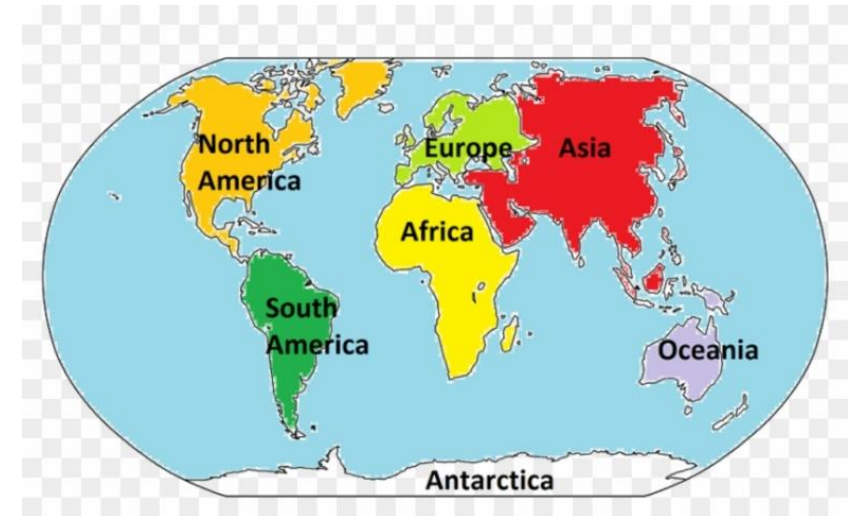 North
America
Europe
Asia
Africa
South
America
Oceania
Antarctica